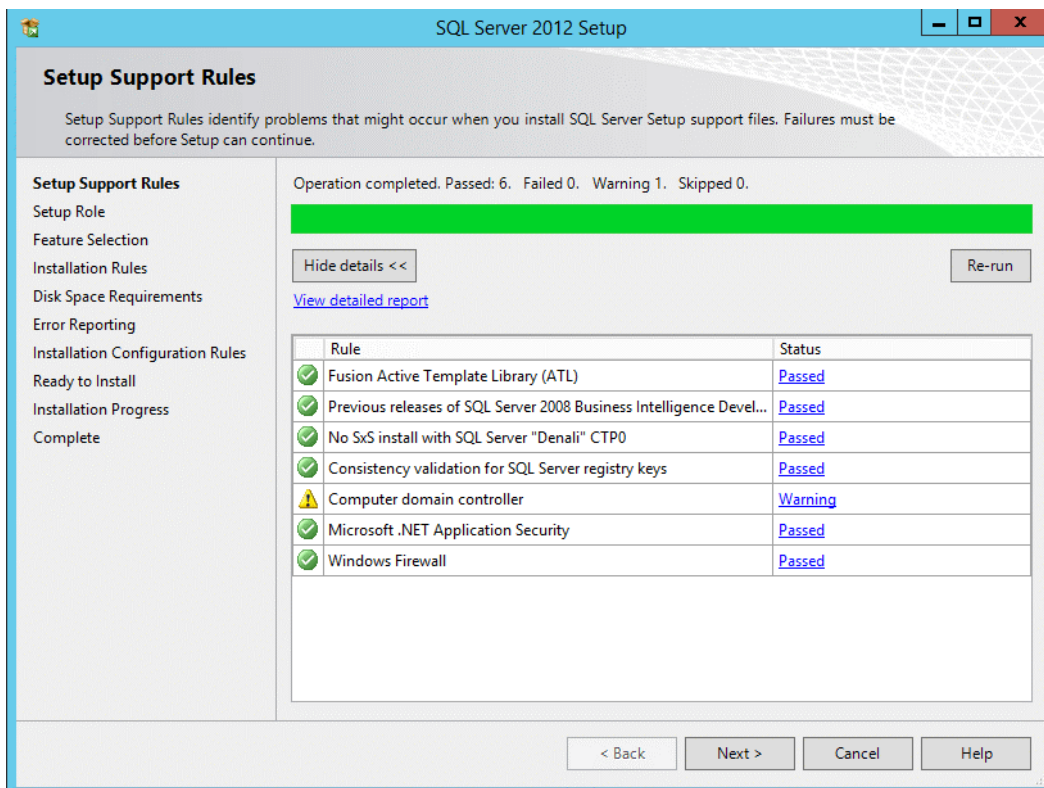 SQL Server 2012 Setup
Setup Support Rules
Setup Support Rules identify problems that might occur when you install SQL Server Setup support files. Failures must be
corrected before Setup can continue.
Setup Support Rules
Setup Role
Feature Selection
Installation Rules
Disk Space Requirements
Error Reporting
Installation Configuration Rules
Ready to Install
Installation Progress
Complete
Operation completed. Passed: 6. Failed 0. Warning 1. Skipped 0.
Hide details <<
Re-run
View detailed report
Rule Status
Fusion Active Template Library (ATL) Passed
Previous releases of SQL Server 2008 Business Intelligence Devel... Passed
No SxS install with SQL Server "Denali" CTP0 Passed
Consistency validation for SQL Server registry keys Passed
Computer domain controller Warning
Microsoft .NET Application Security Passed
Windows Firewall Passed
< Back Next > Cancel Help